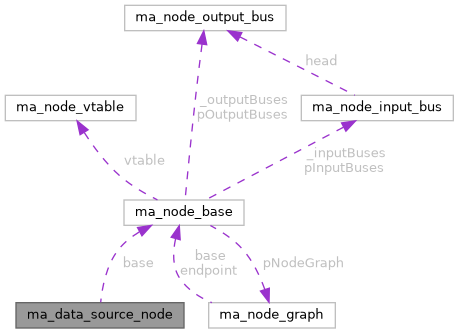 ma_node_output_bus
head
_outputBuses
pOutputBuses
ma_node_vtable
ma_node_input_bus
vtable
_inputBuses
pInputBuses
ma_node_base
base
base
endpoint
pNodeGraph
ma_data_source_node
ma_node_graph